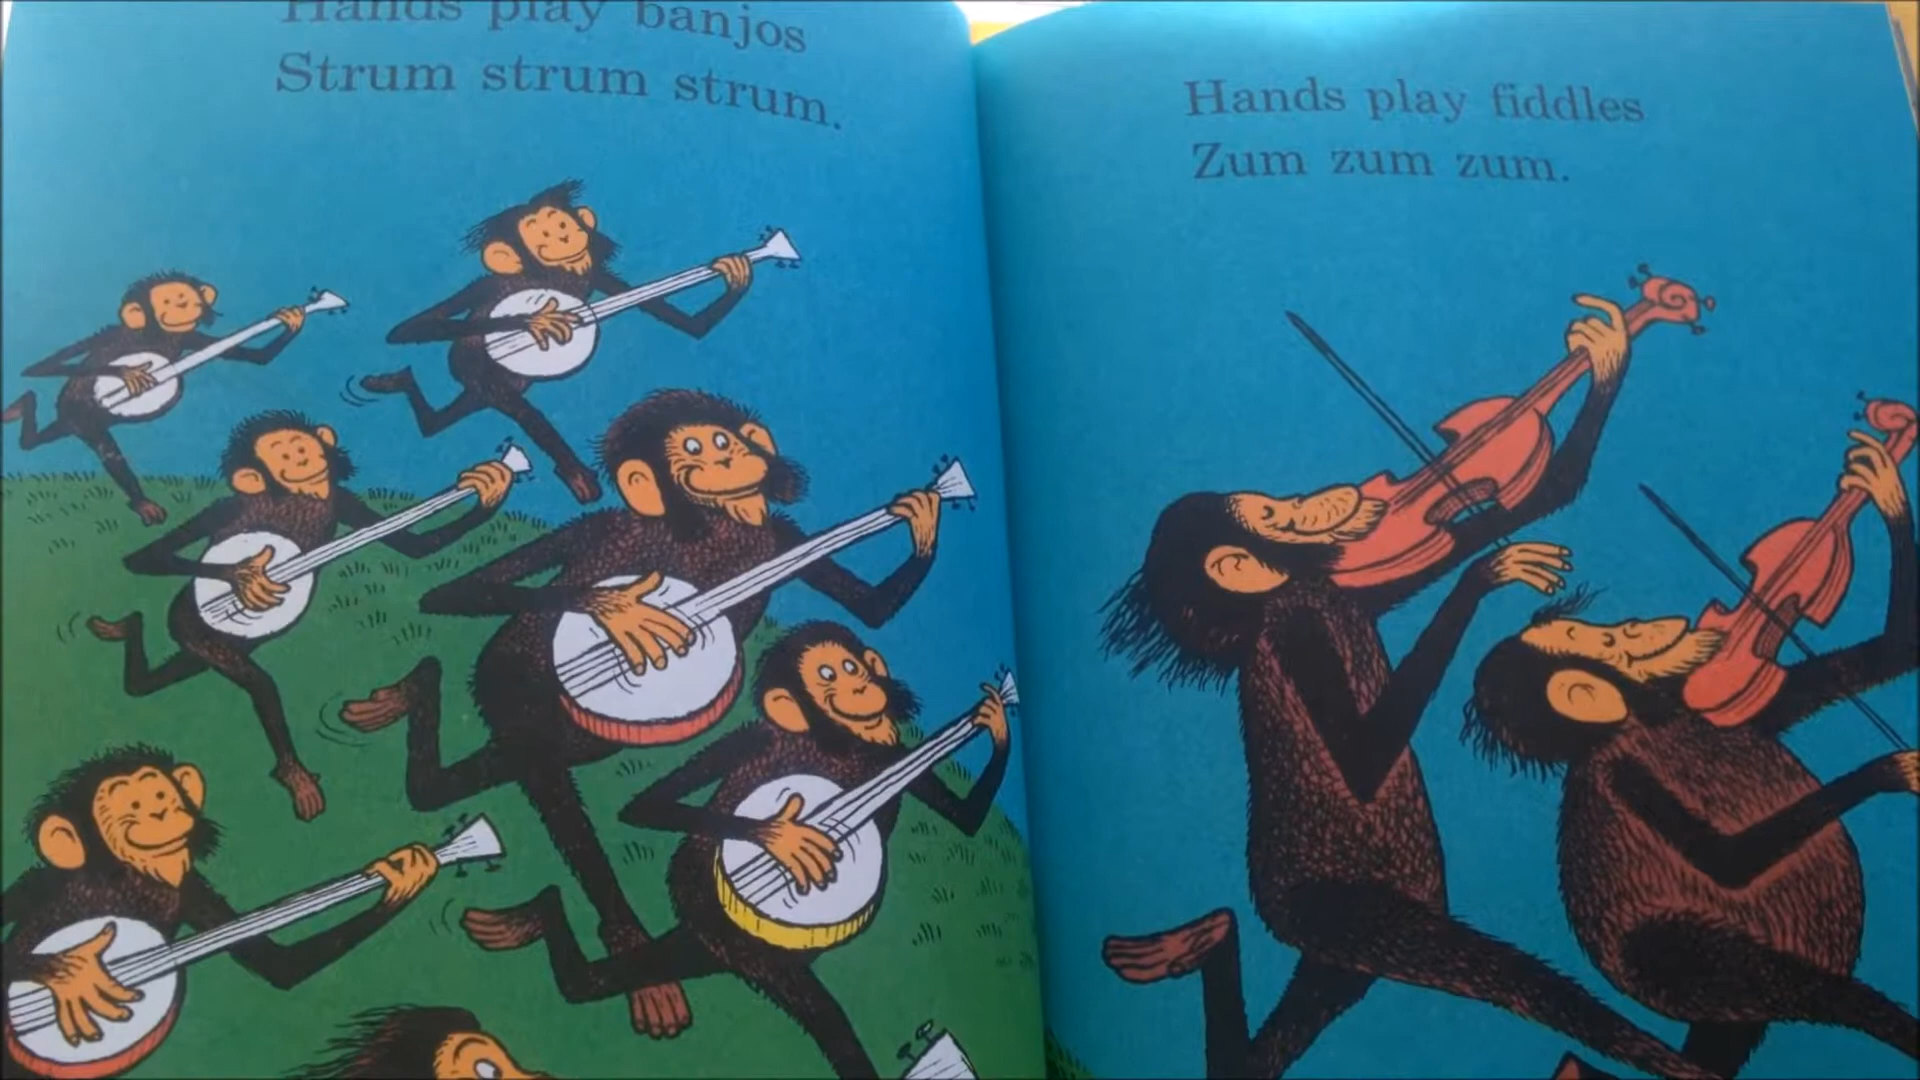 Hands play banjos
Strum strum strum.
Hands play fiddles
Zum zum zum.